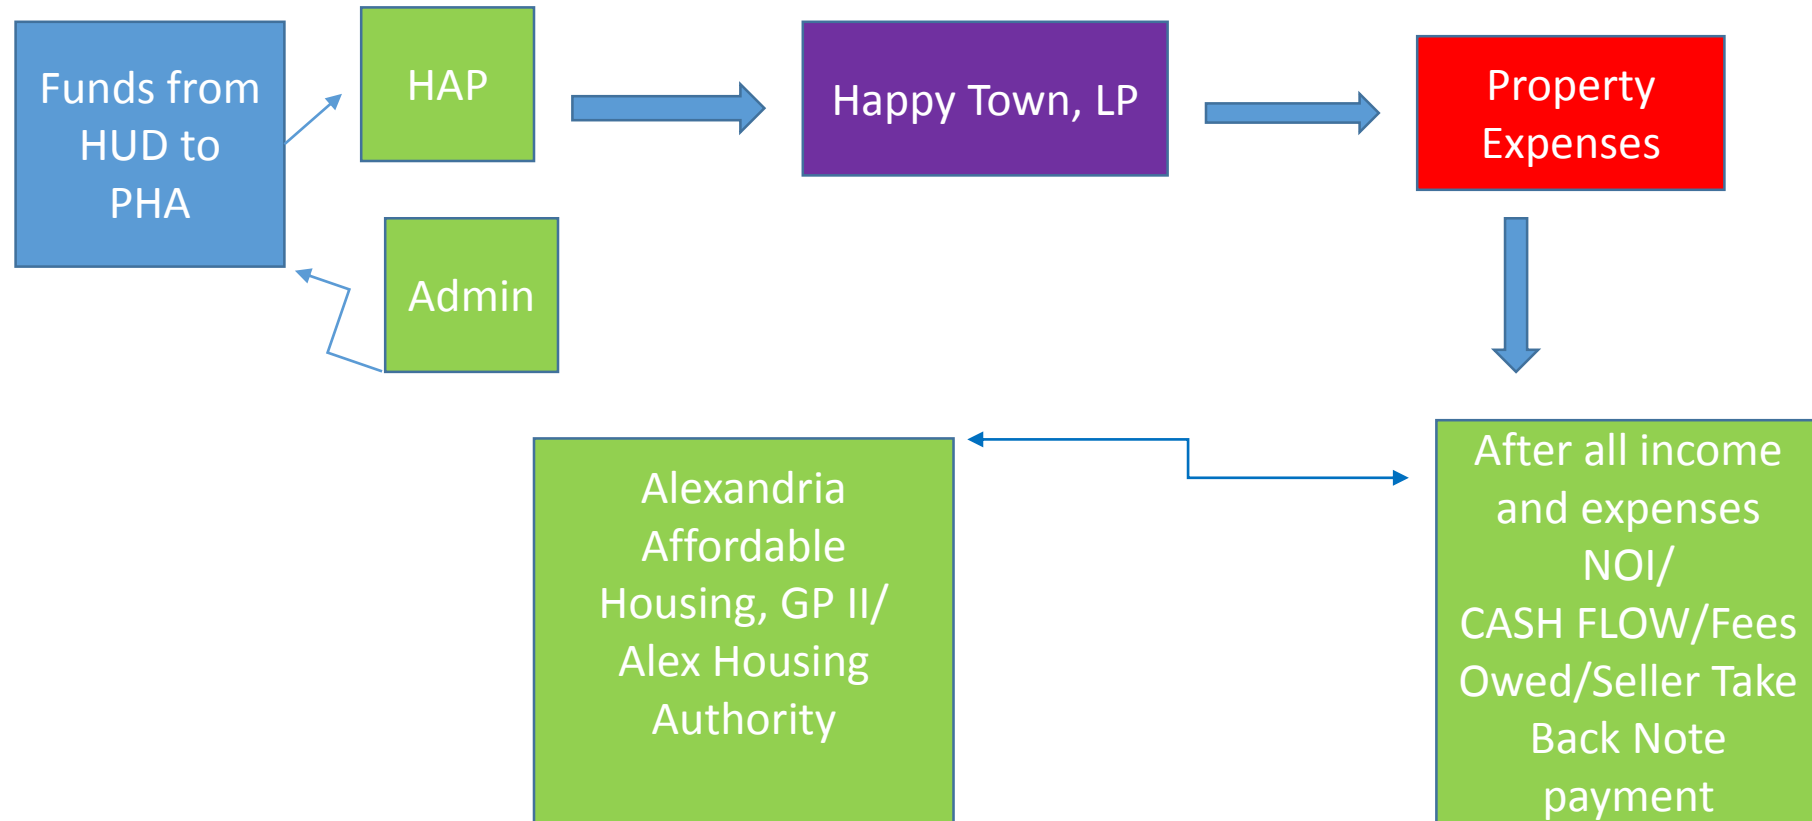 Funds from
HUD to
PHA
HAP
Admin
Happy Town, LP
Property
Expenses
Alexandria
Affordable
Housing, GP II/
Alex Housing
Authority
After all income
and expenses
NOI/
CASH FLOW/Fees
Owed/Seller Take
Back Note
payment